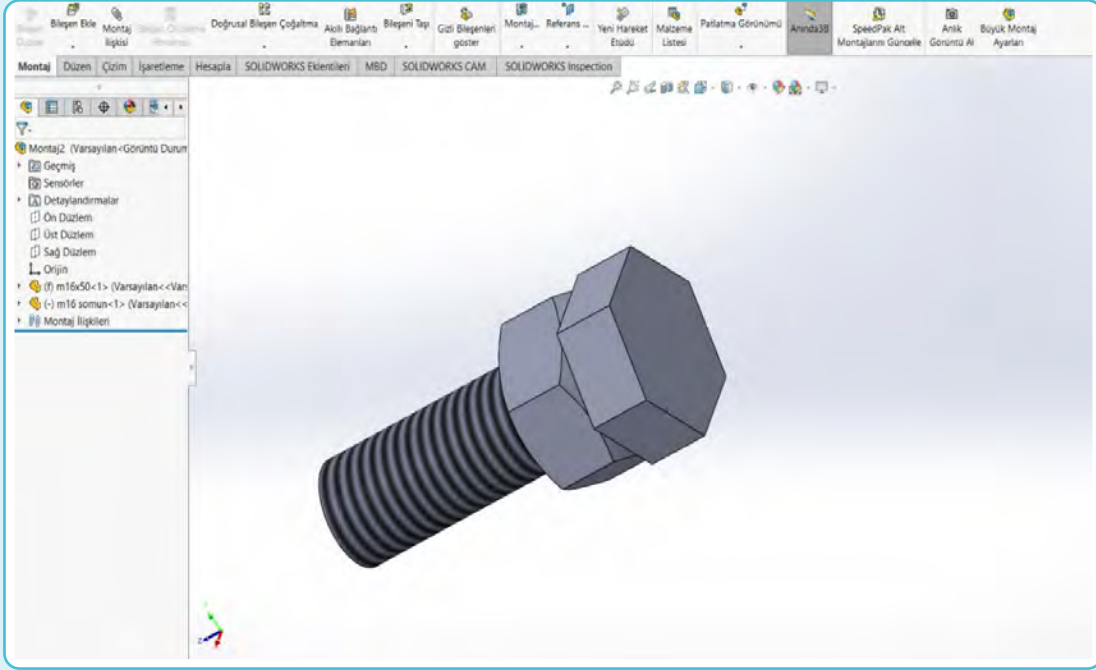 Bileşen Ekle
Montaj
İlişkisi
Doğrusal Bileşen Çoğaltma
Akıllı Bağlantı
Elemanları
Bileşeni Taşı
Gizli Bileşenleri
göster
Montaj...
Referans ...
Yeni Hareket
Etüdü
Malzeme
Listesi
Patlatma Görünümü
Anında3B
SpeedPak Alt
Montajlarını Güncelle
Anlık
Görüntü Al
Büyük Montaj
Ayarları
Montaj Düzen Çizim İşaretleme Hesapla SOLIDWORKS Eklentileri MBD SOLIDWORKS CAM SOLIDWORKS Inspection
Montaj2 (Varsayılan<Görüntü Durum
Geçmiş
Sensörler
Detaylandırmalar
Ön Düzlem
Üst Düzlem
Sağ Düzlem
Orijin
(f) m16x50<1> (Varsayılan<<Var
(-) m16 somun<1> (Varsayılan<<
Montaj İlişkileri